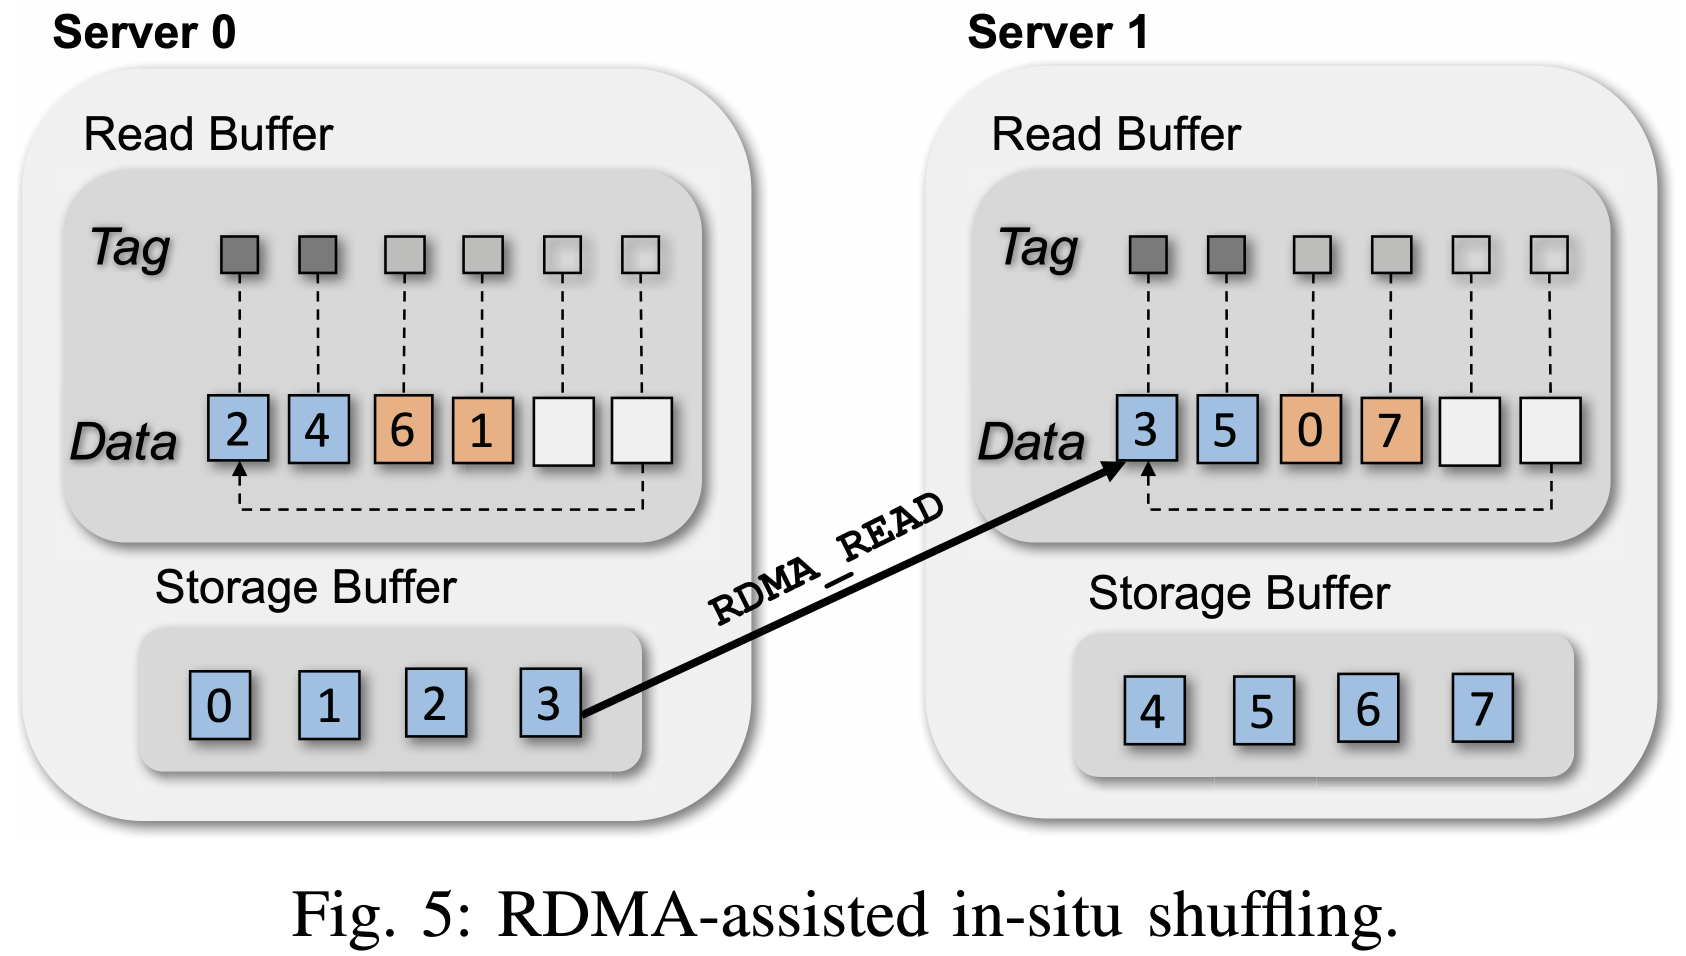 Server 0
Read Buffer
Tag
Data 2 4 6 1
Storage Buffer
0 1 2 3
RDMA_READ
Server 1
Read Buffer
Tag
Data 3 5 0 7
Storage Buffer
4 5 6 7
Fig. 5: RDMA-assisted in-situ shuffling.